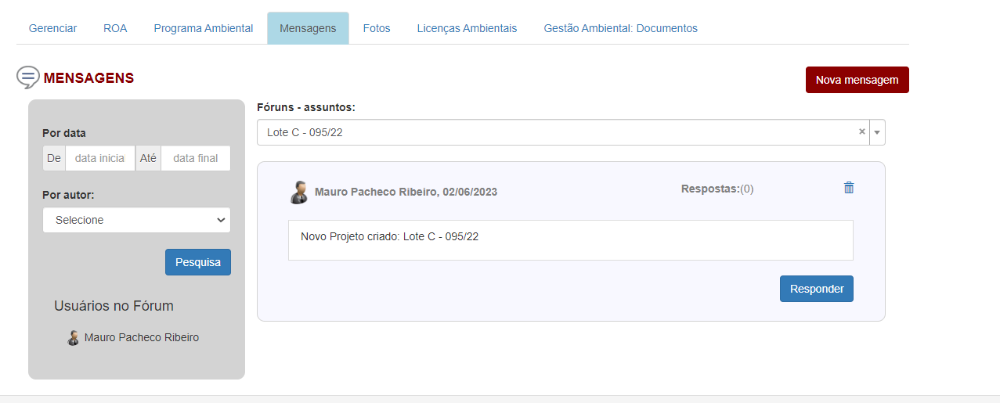 Gerenciar ROA Programa Ambiental Mensagens Fotos Licenças Ambientais Gestão Ambiental: Documentos
MENSAGENS
Nova mensagem
Por data
De data inicial Até data final
Por autor:
Selecione
Pesquisa
Usuários no Fórum
Mauro Pacheco Ribeiro
Fóruns - assuntos:
Lote C - 095/22 ×
Mauro Pacheco Ribeiro, 02/06/2023 Respostas:(0)
Novo Projeto criado: Lote C - 095/22
Responder